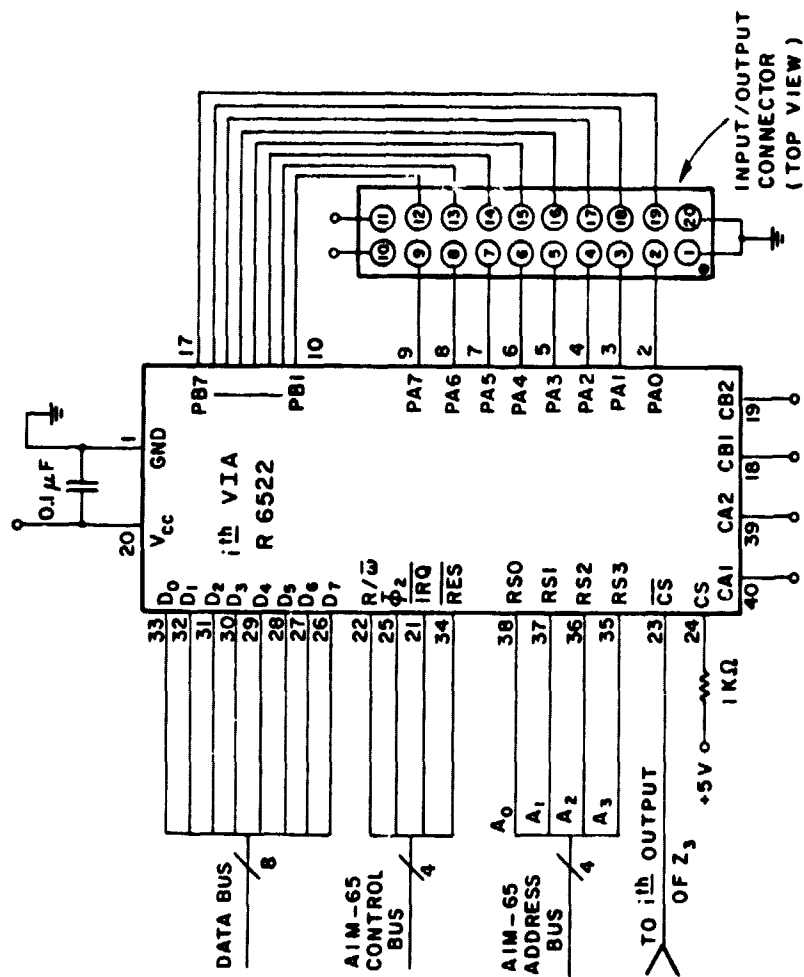 DATA BUS
8
AIM-65
CONTROL
BUS
4
AIM-65
ADDRESS
BUS
4
TO ith OUTPUT
OF Z3
+5V
1KΩ
A0
A1
A2
A3
33 D0
32 D1
31 D2
30 D3
29 D4
28 D5
27 D6
26 D7
22 R/W̅
25 Φ2
21 I̅R̅Q̅
34 R̅E̅S̅
38 RS0
37 RS1
36 RS2
35 RS3
23 C̅S̅
24 CS
0.1μF
20
VCC
1
GND
ith VIA
R 6522
PB7
17
PB1
10
PA7 9
PA6 8
PA5 7
PA4 6
PA3 5
PA2 4
PA1 3
PA0 2
CA1
40
CA2
39
CB1
18
CB2
19
10 11
9 12
8 13
7 14
6 15
5 16
4 17
3 18
2 19
1 20
INPUT/OUTPUT
CONNECTOR
(TOP VIEW)